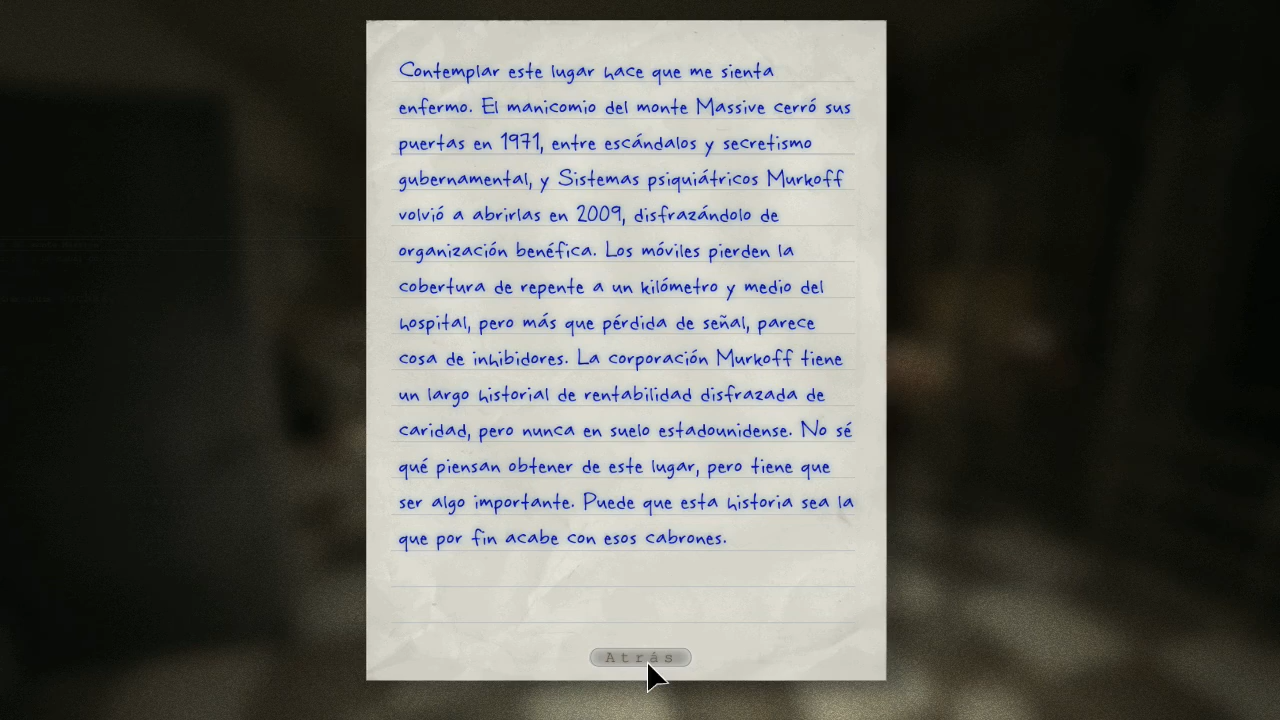 Contemplar este lugar hace que me sienta
enfermo. El manicomio del monte Massive cerró sus
puertas en 1971, entre escándalos y secretismo
gubernamental, y Sistemas psiquiátricos Murkoff
volvió a abrirlas en 2009, disfrazándolo de
organización benéfica. Los móviles pierden la
cobertura de repente a un kilómetro y medio del
hospital, pero más que pérdida de señal, parece
cosa de inhibidores. La corporación Murkoff tiene
un largo historial de rentabilidad disfrazada de
caridad, pero nunca en suelo estadounidense. No sé
qué piensan obtener de este lugar, pero tiene que
ser algo importante. Puede que esta historia sea la
que por fin acabe con esos cabrones.
Atrás